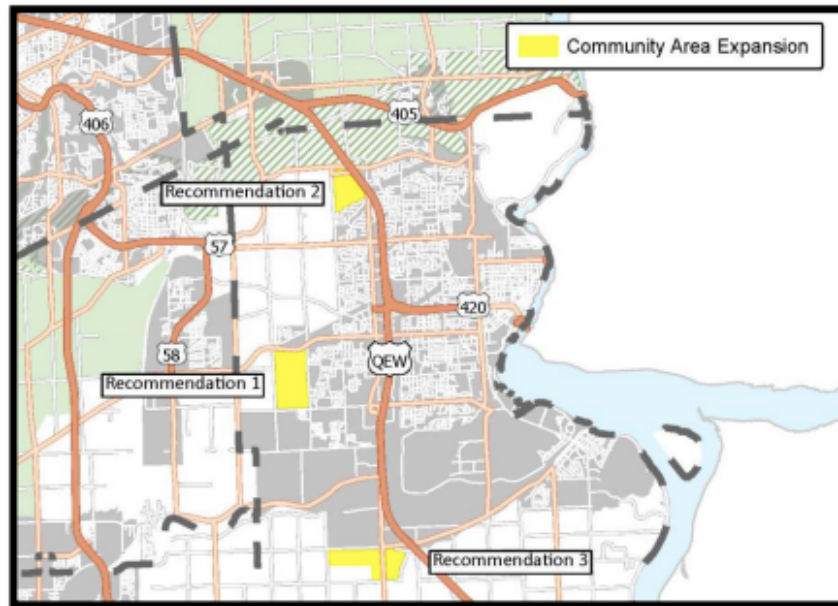 Community Area Expansion
405
406
Recommendation 2
57
420
58
QEW
Recommendation 1
Recommendation 3